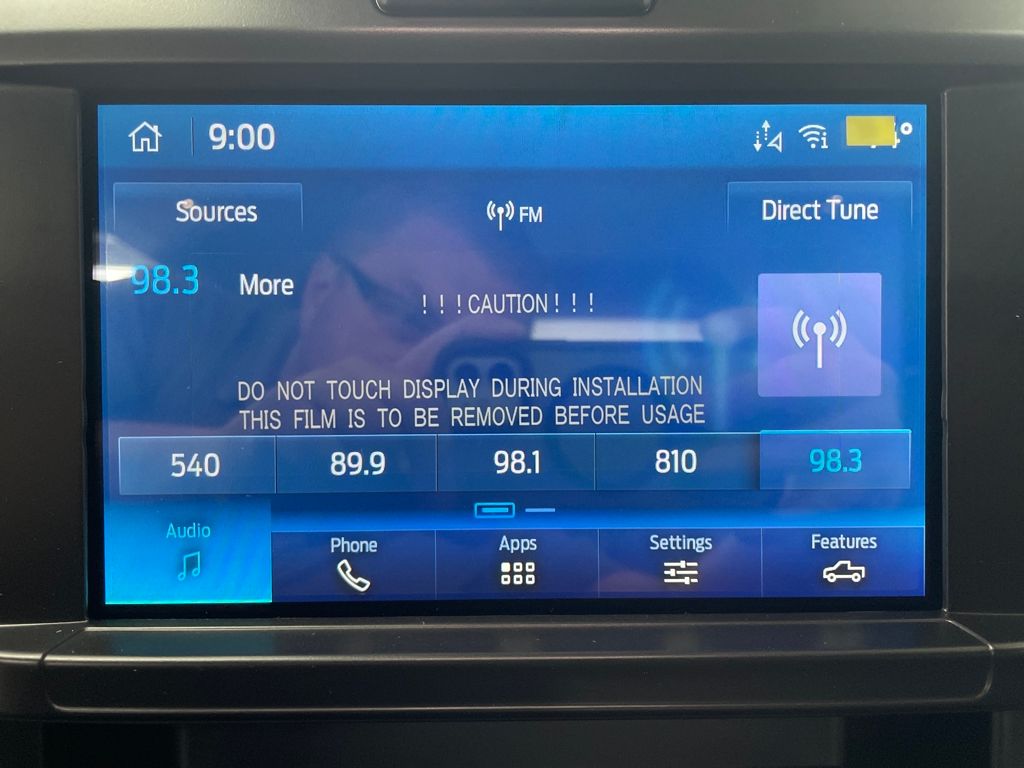 9:00
Sources
FM
Direct Tune
98.3
More
!!!CAUTION!!!
DO NOT TOUCH DISPLAY DURING INSTALLATION
THIS FILM IS TO BE REMOVED BEFORE USAGE
540 89.9 98.1 810 98.3
Audio Phone Apps Settings Features